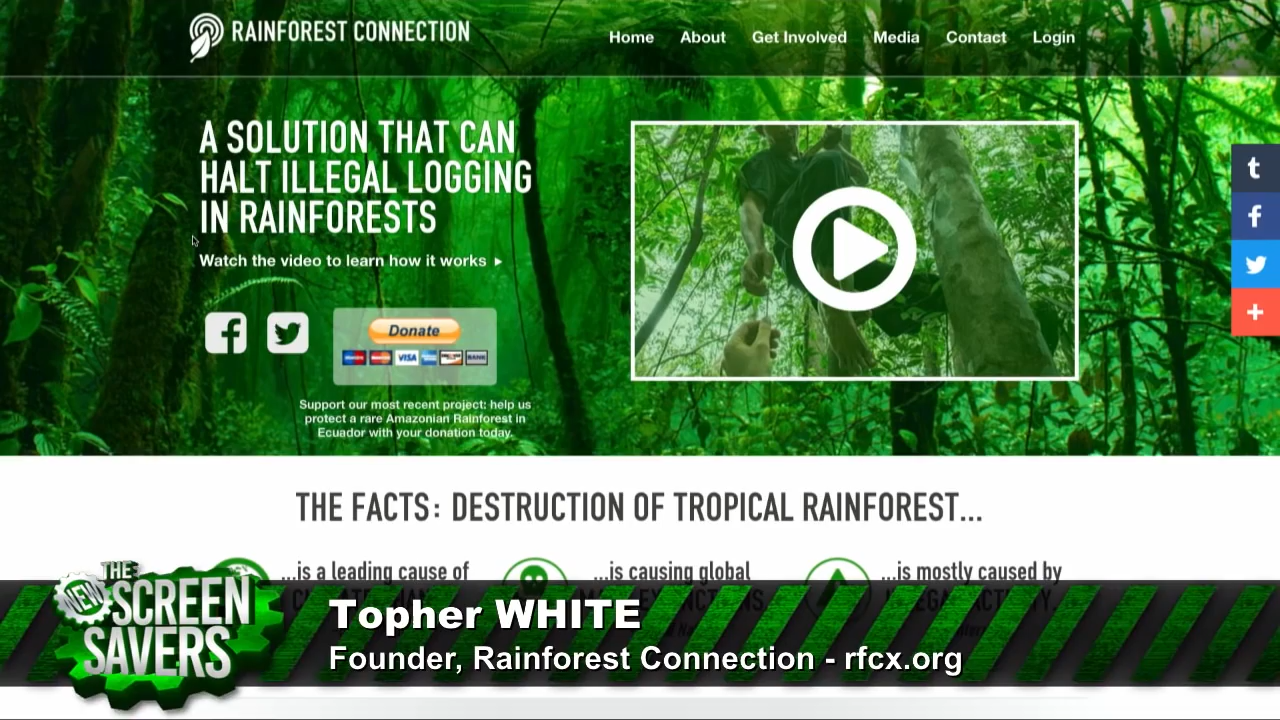 RAINFOREST CONNECTION
Home About Get Involved Media Contact Login
A SOLUTION THAT CAN
HALT ILLEGAL LOGGING
IN RAINFORESTS
Watch the video to learn how it works
Donate
VISA
BANK
Support our most recent project: help us
protect a rare Amazonian Rainforest in
Ecuador with your donation today.
THE FACTS: DESTRUCTION OF TROPICAL RAINFOREST...
...is a leading cause of
...is causing global
...is mostly caused by
THE
NEW
SCREEN
SAVERS
Topher WHITE
Founder, Rainforest Connection - rfcx.org